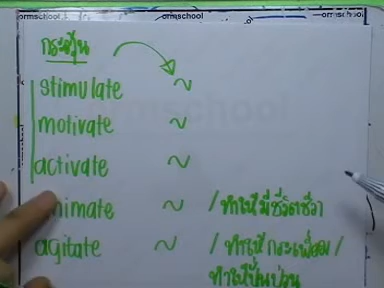 ormschool ormschool ormschool
กระตุ้น
ormschool
stimulate ~
motivate ~
activate ~
nimate ~ / ทำให้มีชีวิตชีวา
agitate ~ / ทำให้กระเพื่อม /
ทำให้ปั่นป่วน